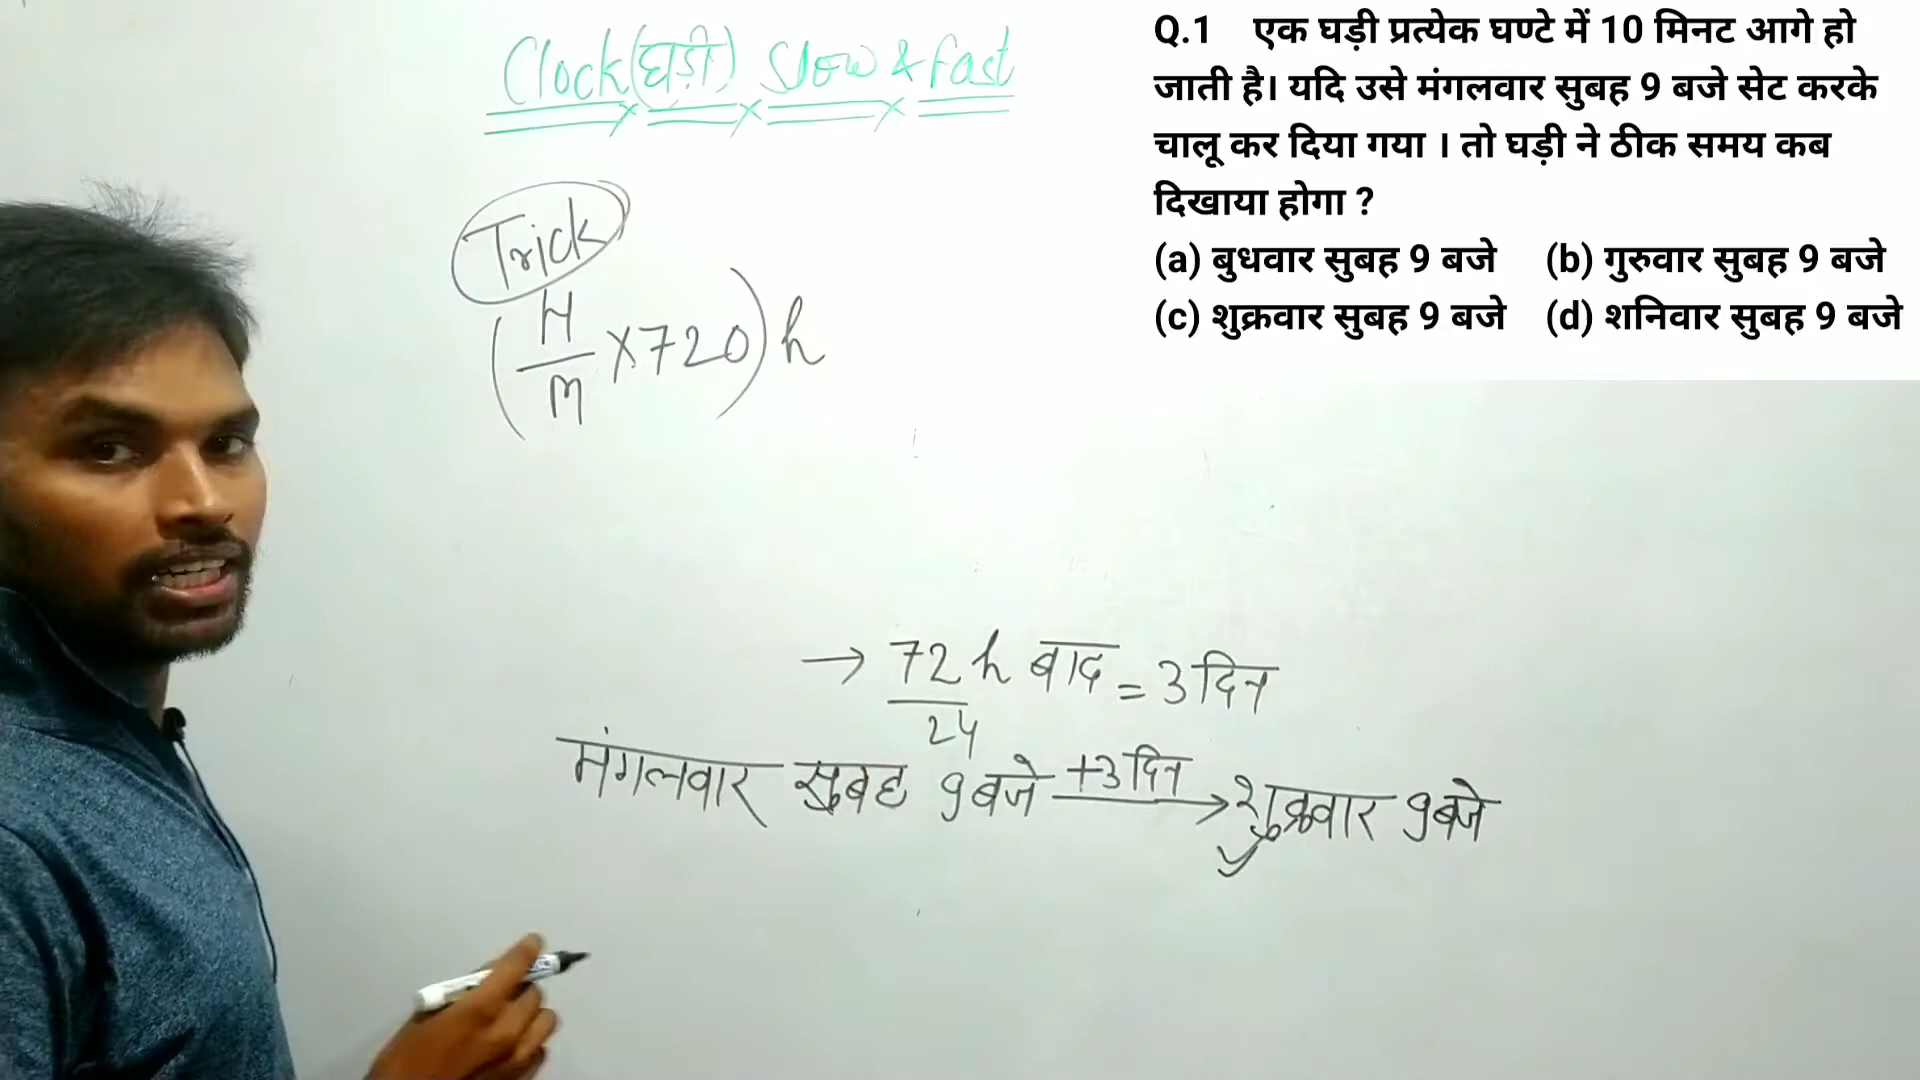 Clock(घड़ी) Slow & Fast
Q.1 एक घड़ी प्रत्येक घण्टे में 10 मिनट आगे हो
जाती है। यदि उसे मंगलवार सुबह 9 बजे सेट करके
चालू कर दिया गया । तो घड़ी ने ठीक समय कब
दिखाया होगा ?
(a) बुधवार सुबह 9 बजे (b) गुरुवार सुबह 9 बजे
(c) शुक्रवार सुबह 9 बजे (d) शनिवार सुबह 9 बजे
Trick
(H/M × 720) h
→ 72 h बाद = 3 दिन
24
मंगलवार सुबह 9 बजे +3 दिन → शुक्रवार 9 बजे